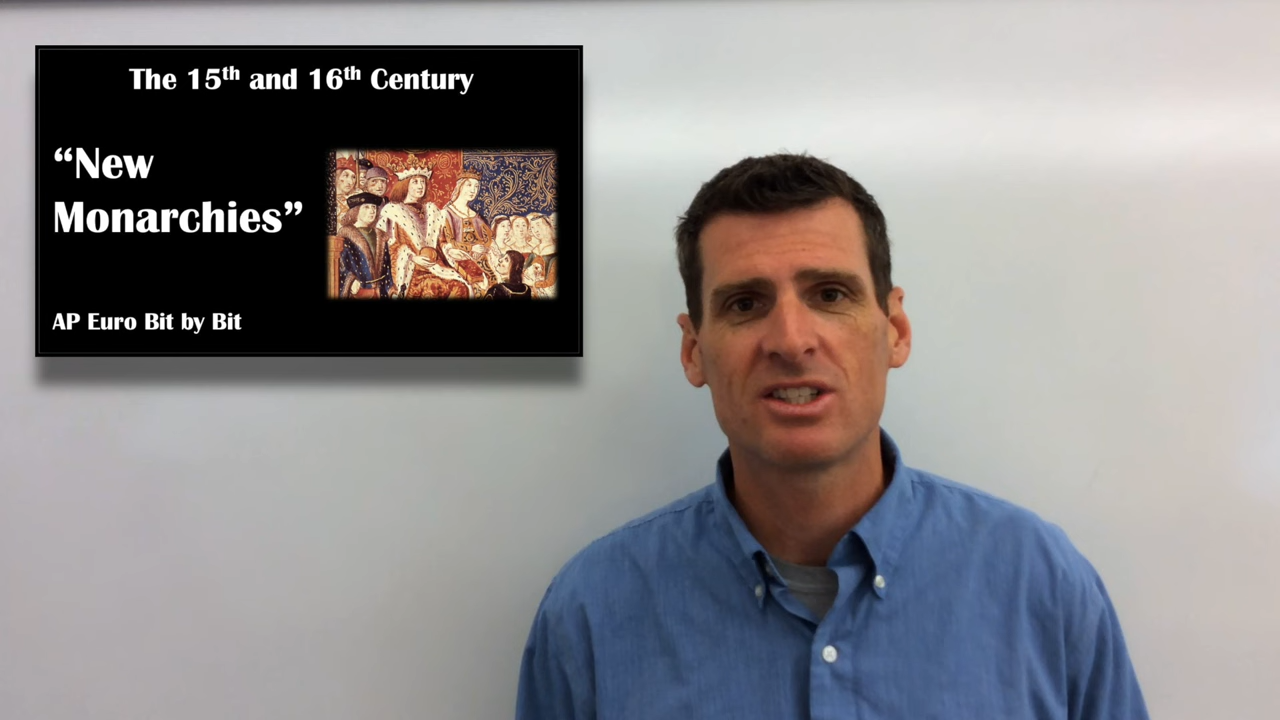 The 15th and 16th Century
“New
Monarchies”
AP Euro Bit by Bit